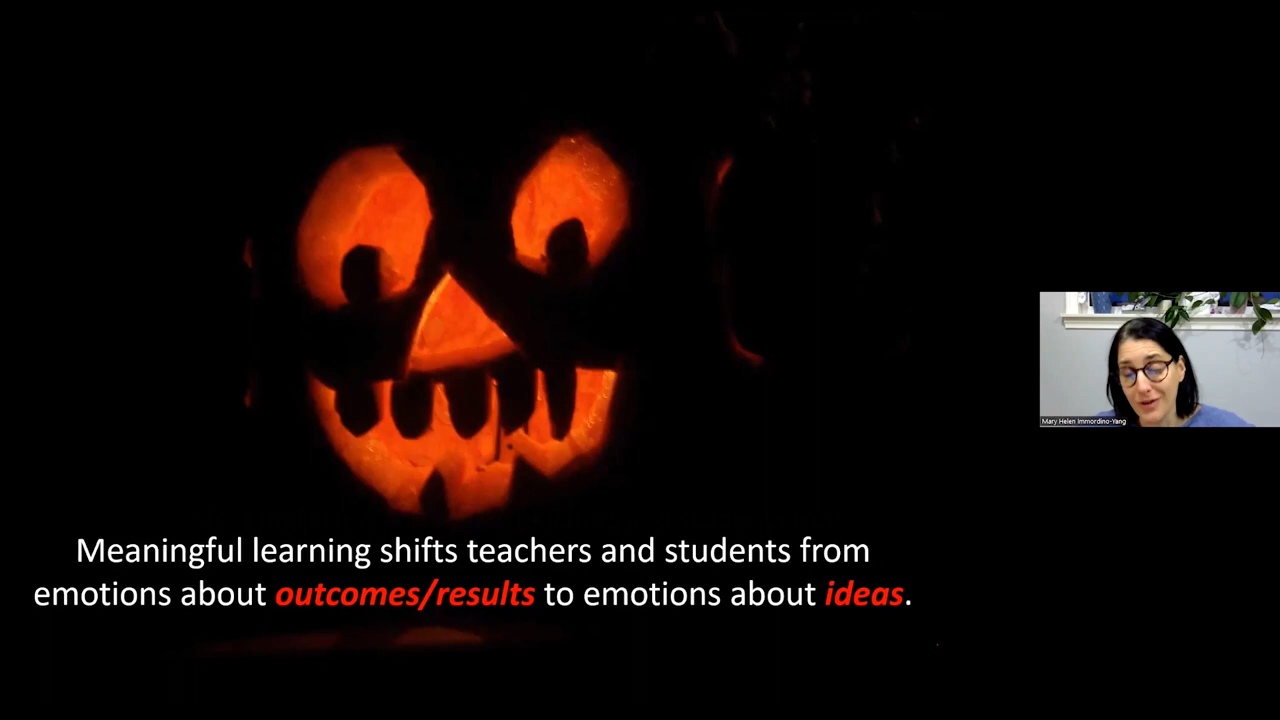 Meaningful learning shifts teachers and students from
emotions about outcomes/results to emotions about ideas.
Mary Helen Immordino-Yang